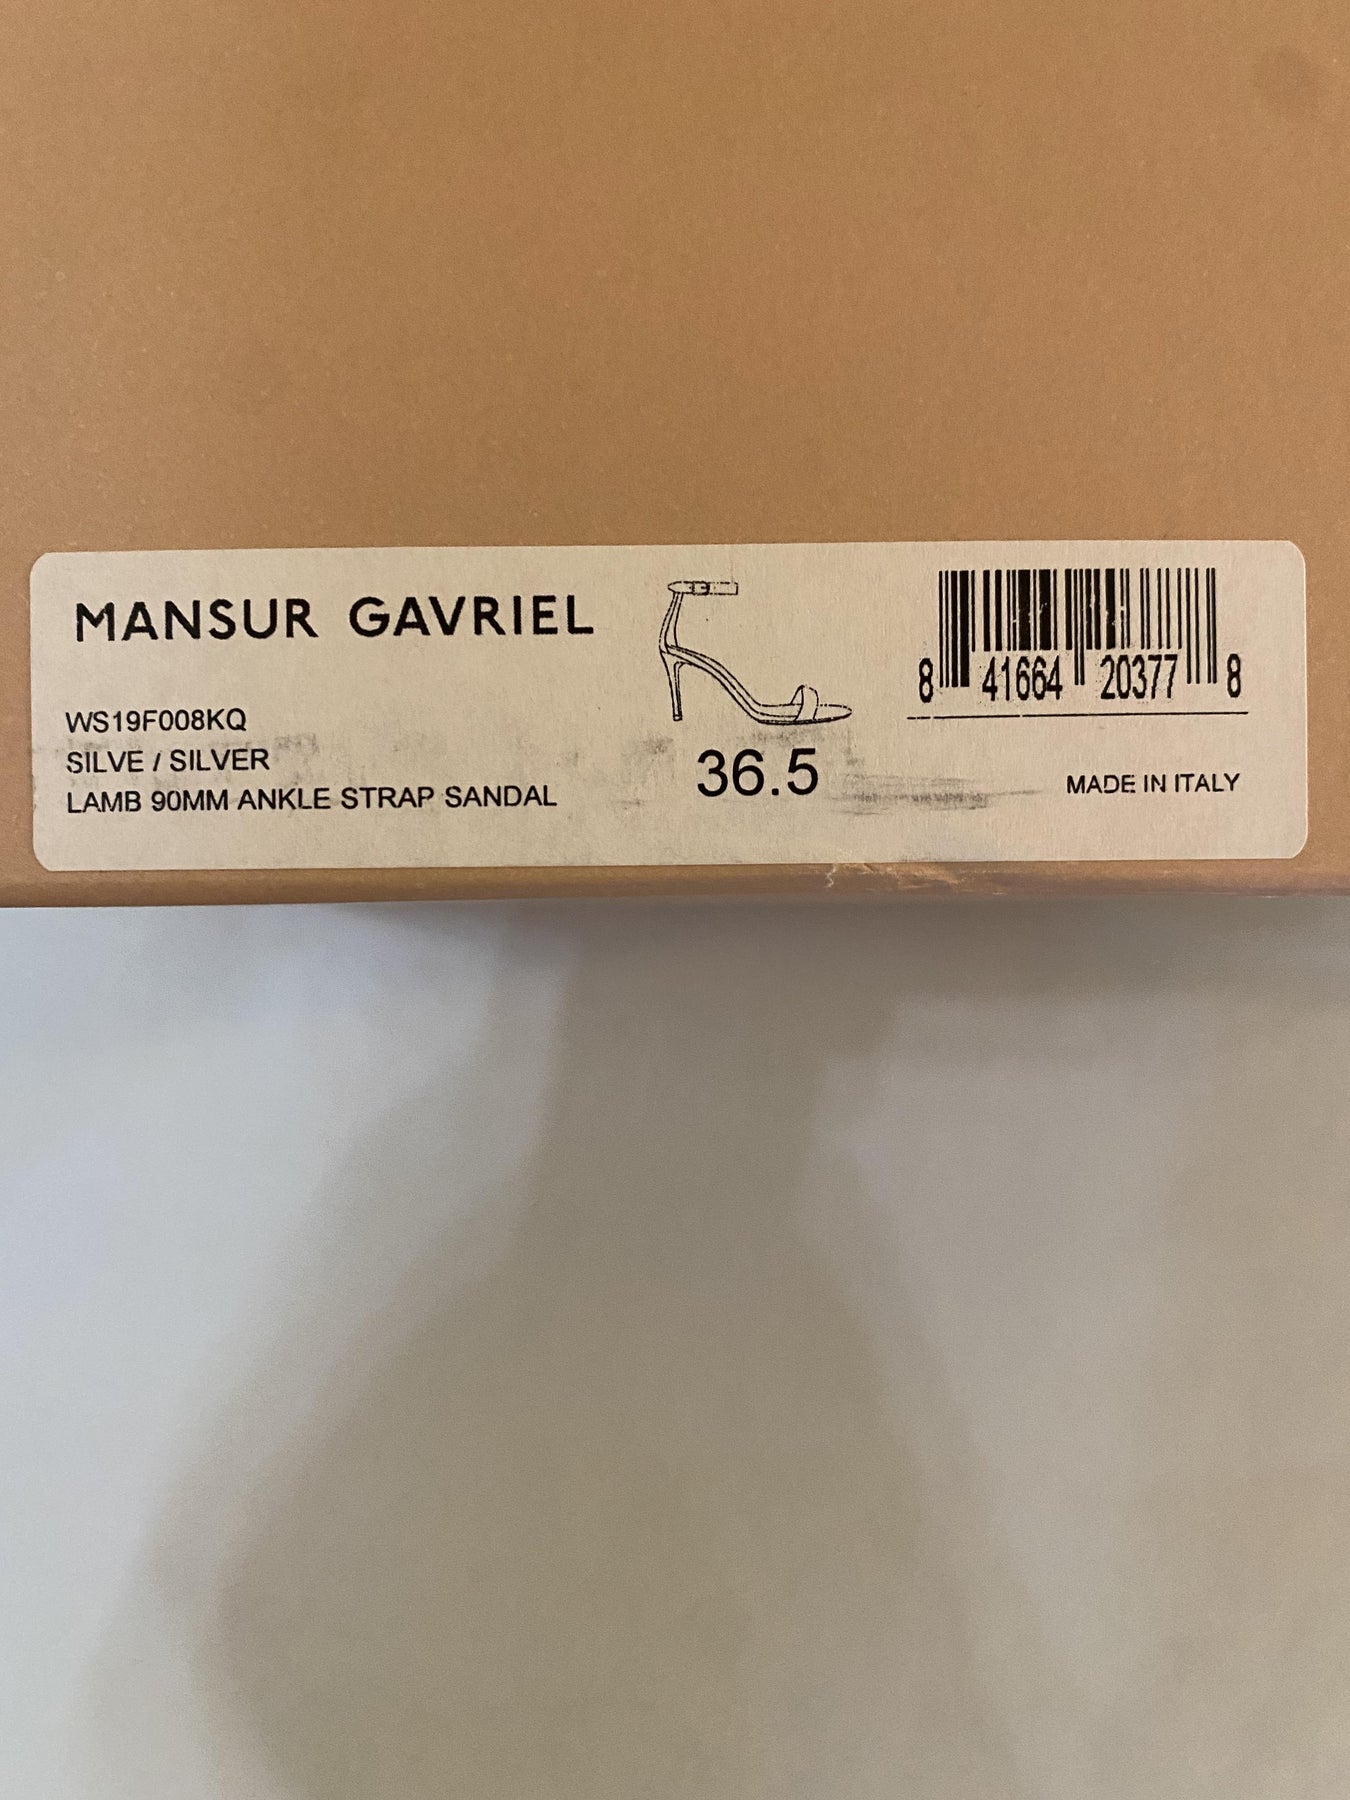 MANSUR GAVRIEL
WS19F008KQ
SILVE / SILVER
LAMB 90MM ANKLE STRAP SANDAL
36.5
8 41664 20377 8
MADE IN ITALY